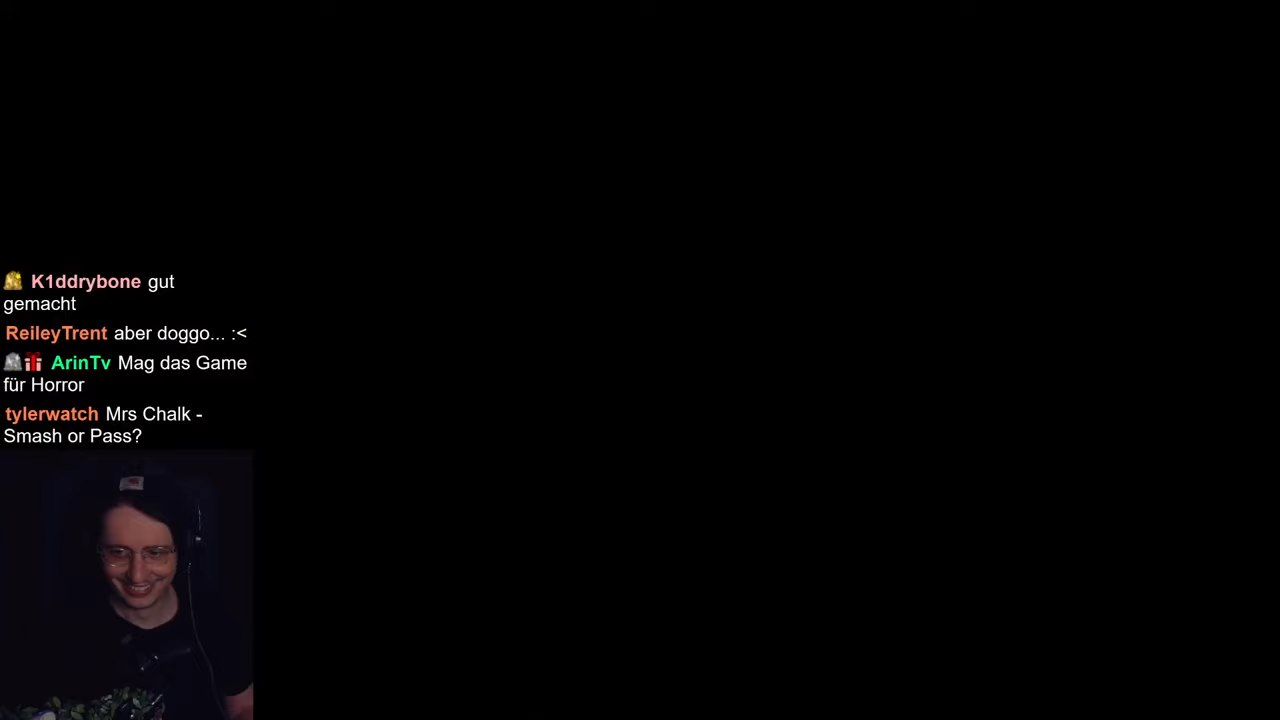 K1ddrybone gut
gemacht
ReileyTrent aber doggo... :<
ArinTv Mag das Game
für Horror
tylerwatch Mrs Chalk -
Smash or Pass?